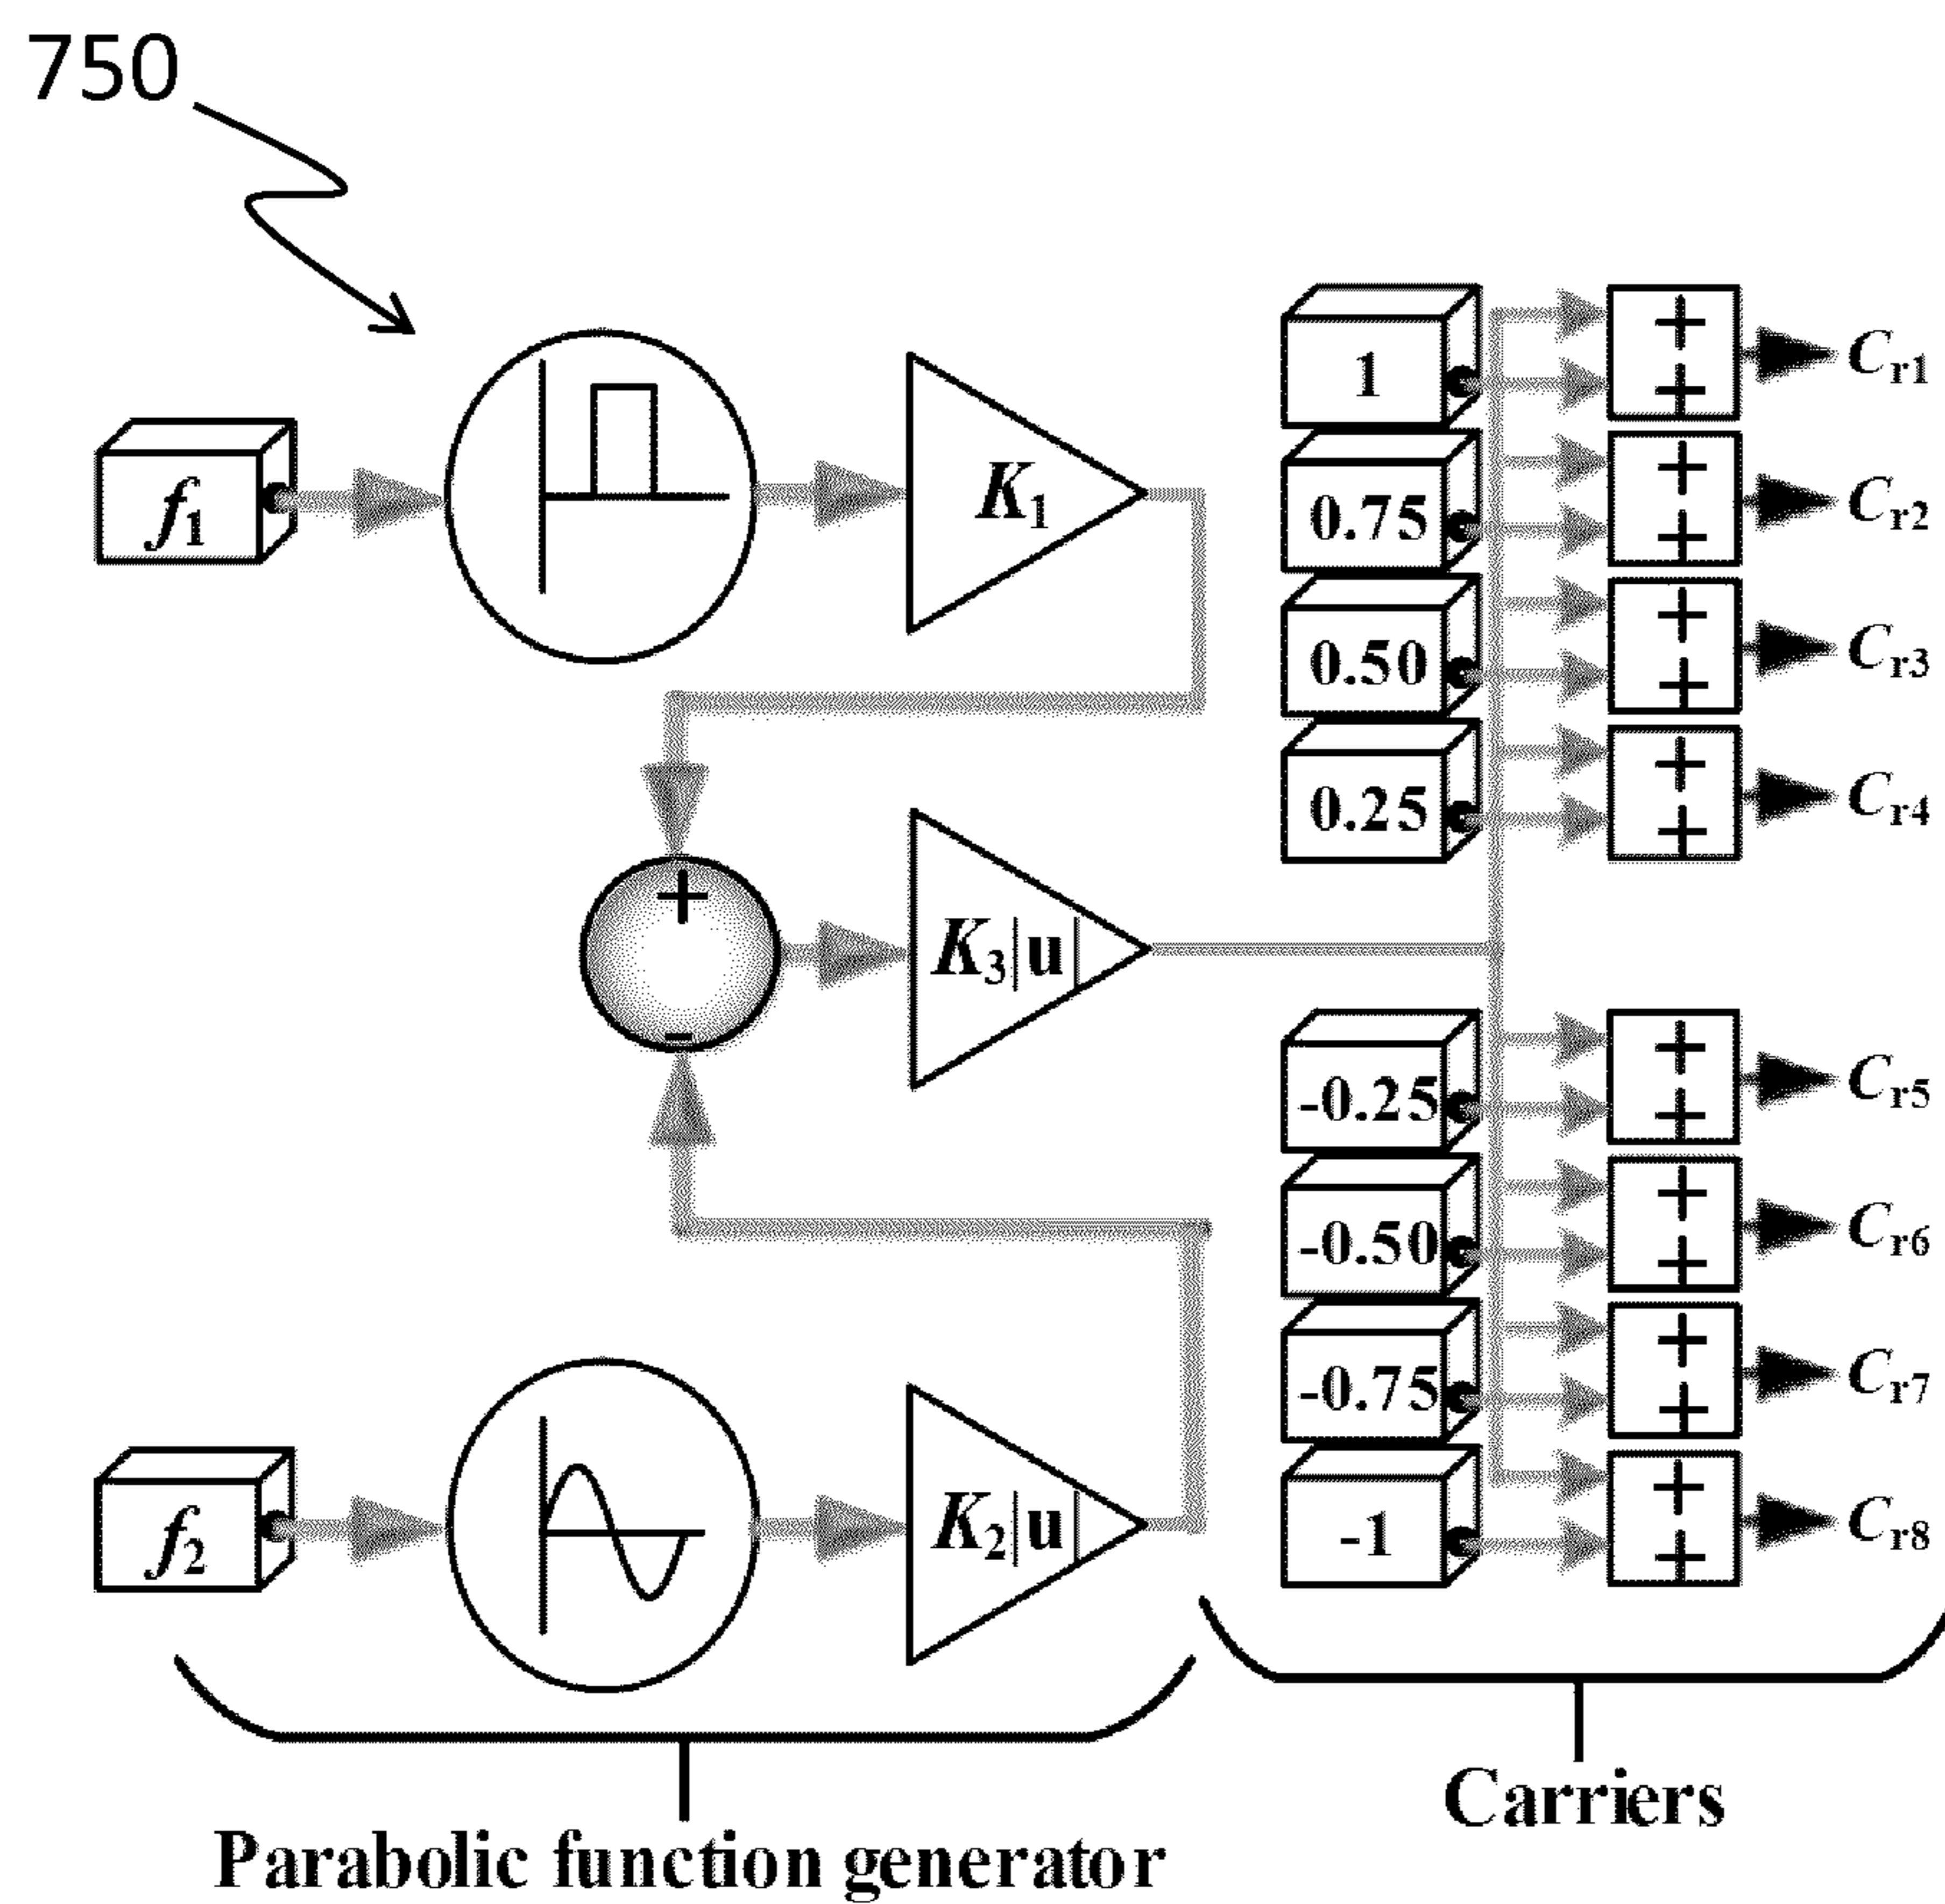 750
f1
K1
1
0.75
0.50
0.25
+
+
Cr1
+
+
Cr2
+
+
Cr3
+
+
Cr4
+
-
K3|u|
-0.25
-0.50
-0.75
-1
+
+
Cr5
+
+
Cr6
+
+
Cr7
+
+
Cr8
f2
K2|u|
Carriers
Parabolic function generator